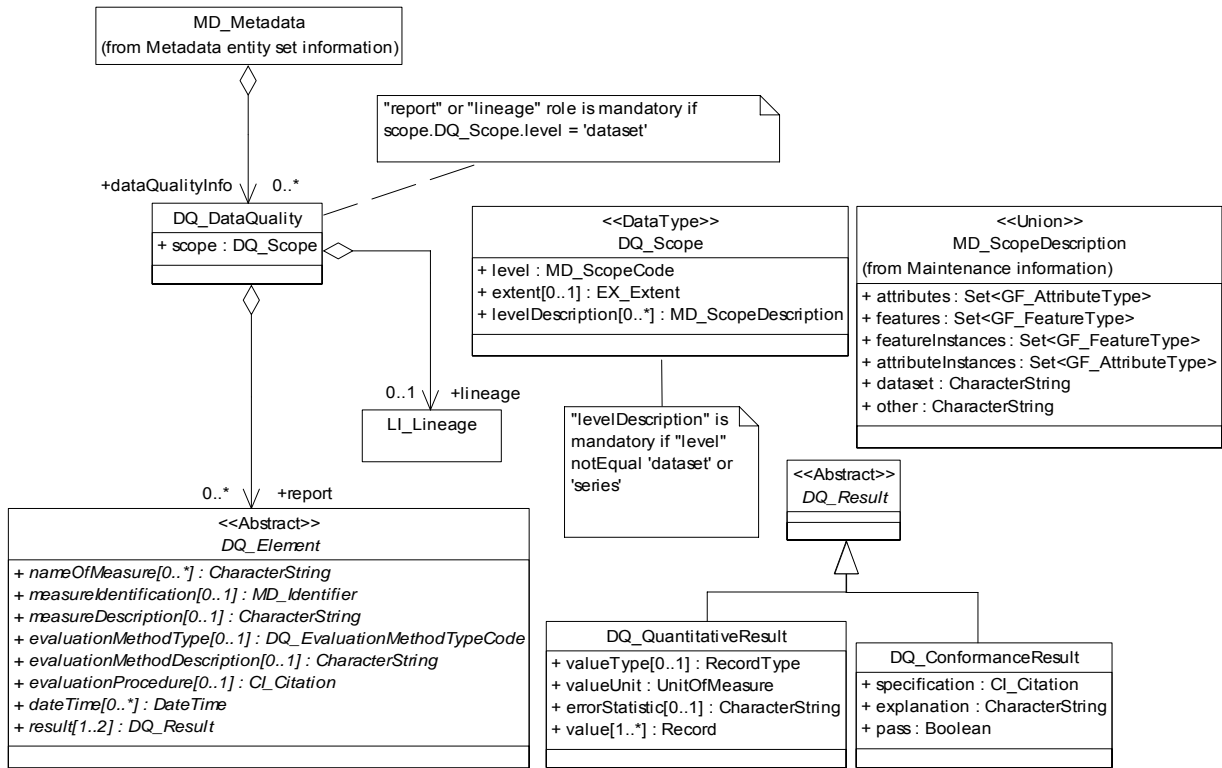 MD_Metadata
(from Metadata entity set information)
"report" or "lineage" role is mandatory if
scope.DQ_Scope.level = 'dataset'
+dataQualityInfo
0..*
DQ_DataQuality
+ scope : DQ_Scope
<<DataType>>
DQ_Scope
+ level : MD_ScopeCode
+ extent[0..1] : EX_Extent
+ levelDescription[0..*] : MD_ScopeDescription
<<Union>>
MD_ScopeDescription
(from Maintenance information)
+ attributes : Set<GF_AttributeType>
+ features : Set<GF_FeatureType>
+ featureInstances : Set<GF_FeatureType>
+ attributeInstances : Set<GF_AttributeType>
+ dataset : CharacterString
+ other : CharacterString
0..1
+lineage
LI_Lineage
"levelDescription" is
mandatory if "level"
notEqual 'dataset' or
'series'
<<Abstract>>
DQ_Result
0..*
+report
<<Abstract>>
DQ_Element
+ nameOfMeasure[0..*] : CharacterString
+ measureIdentification[0..1] : MD_Identifier
+ measureDescription[0..1] : CharacterString
+ evaluationMethodType[0..1] : DQ_EvaluationMethodTypeCode
+ evaluationMethodDescription[0..1] : CharacterString
+ evaluationProcedure[0..1] : CI_Citation
+ dateTime[0..*] : DateTime
+ result[1..2] : DQ_Result
DQ_QuantitativeResult
+ valueType[0..1] : RecordType
+ valueUnit : UnitOfMeasure
+ errorStatistic[0..1] : CharacterString
+ value[1..*] : Record
DQ_ConformanceResult
+ specification : CI_Citation
+ explanation : CharacterString
+ pass : Boolean